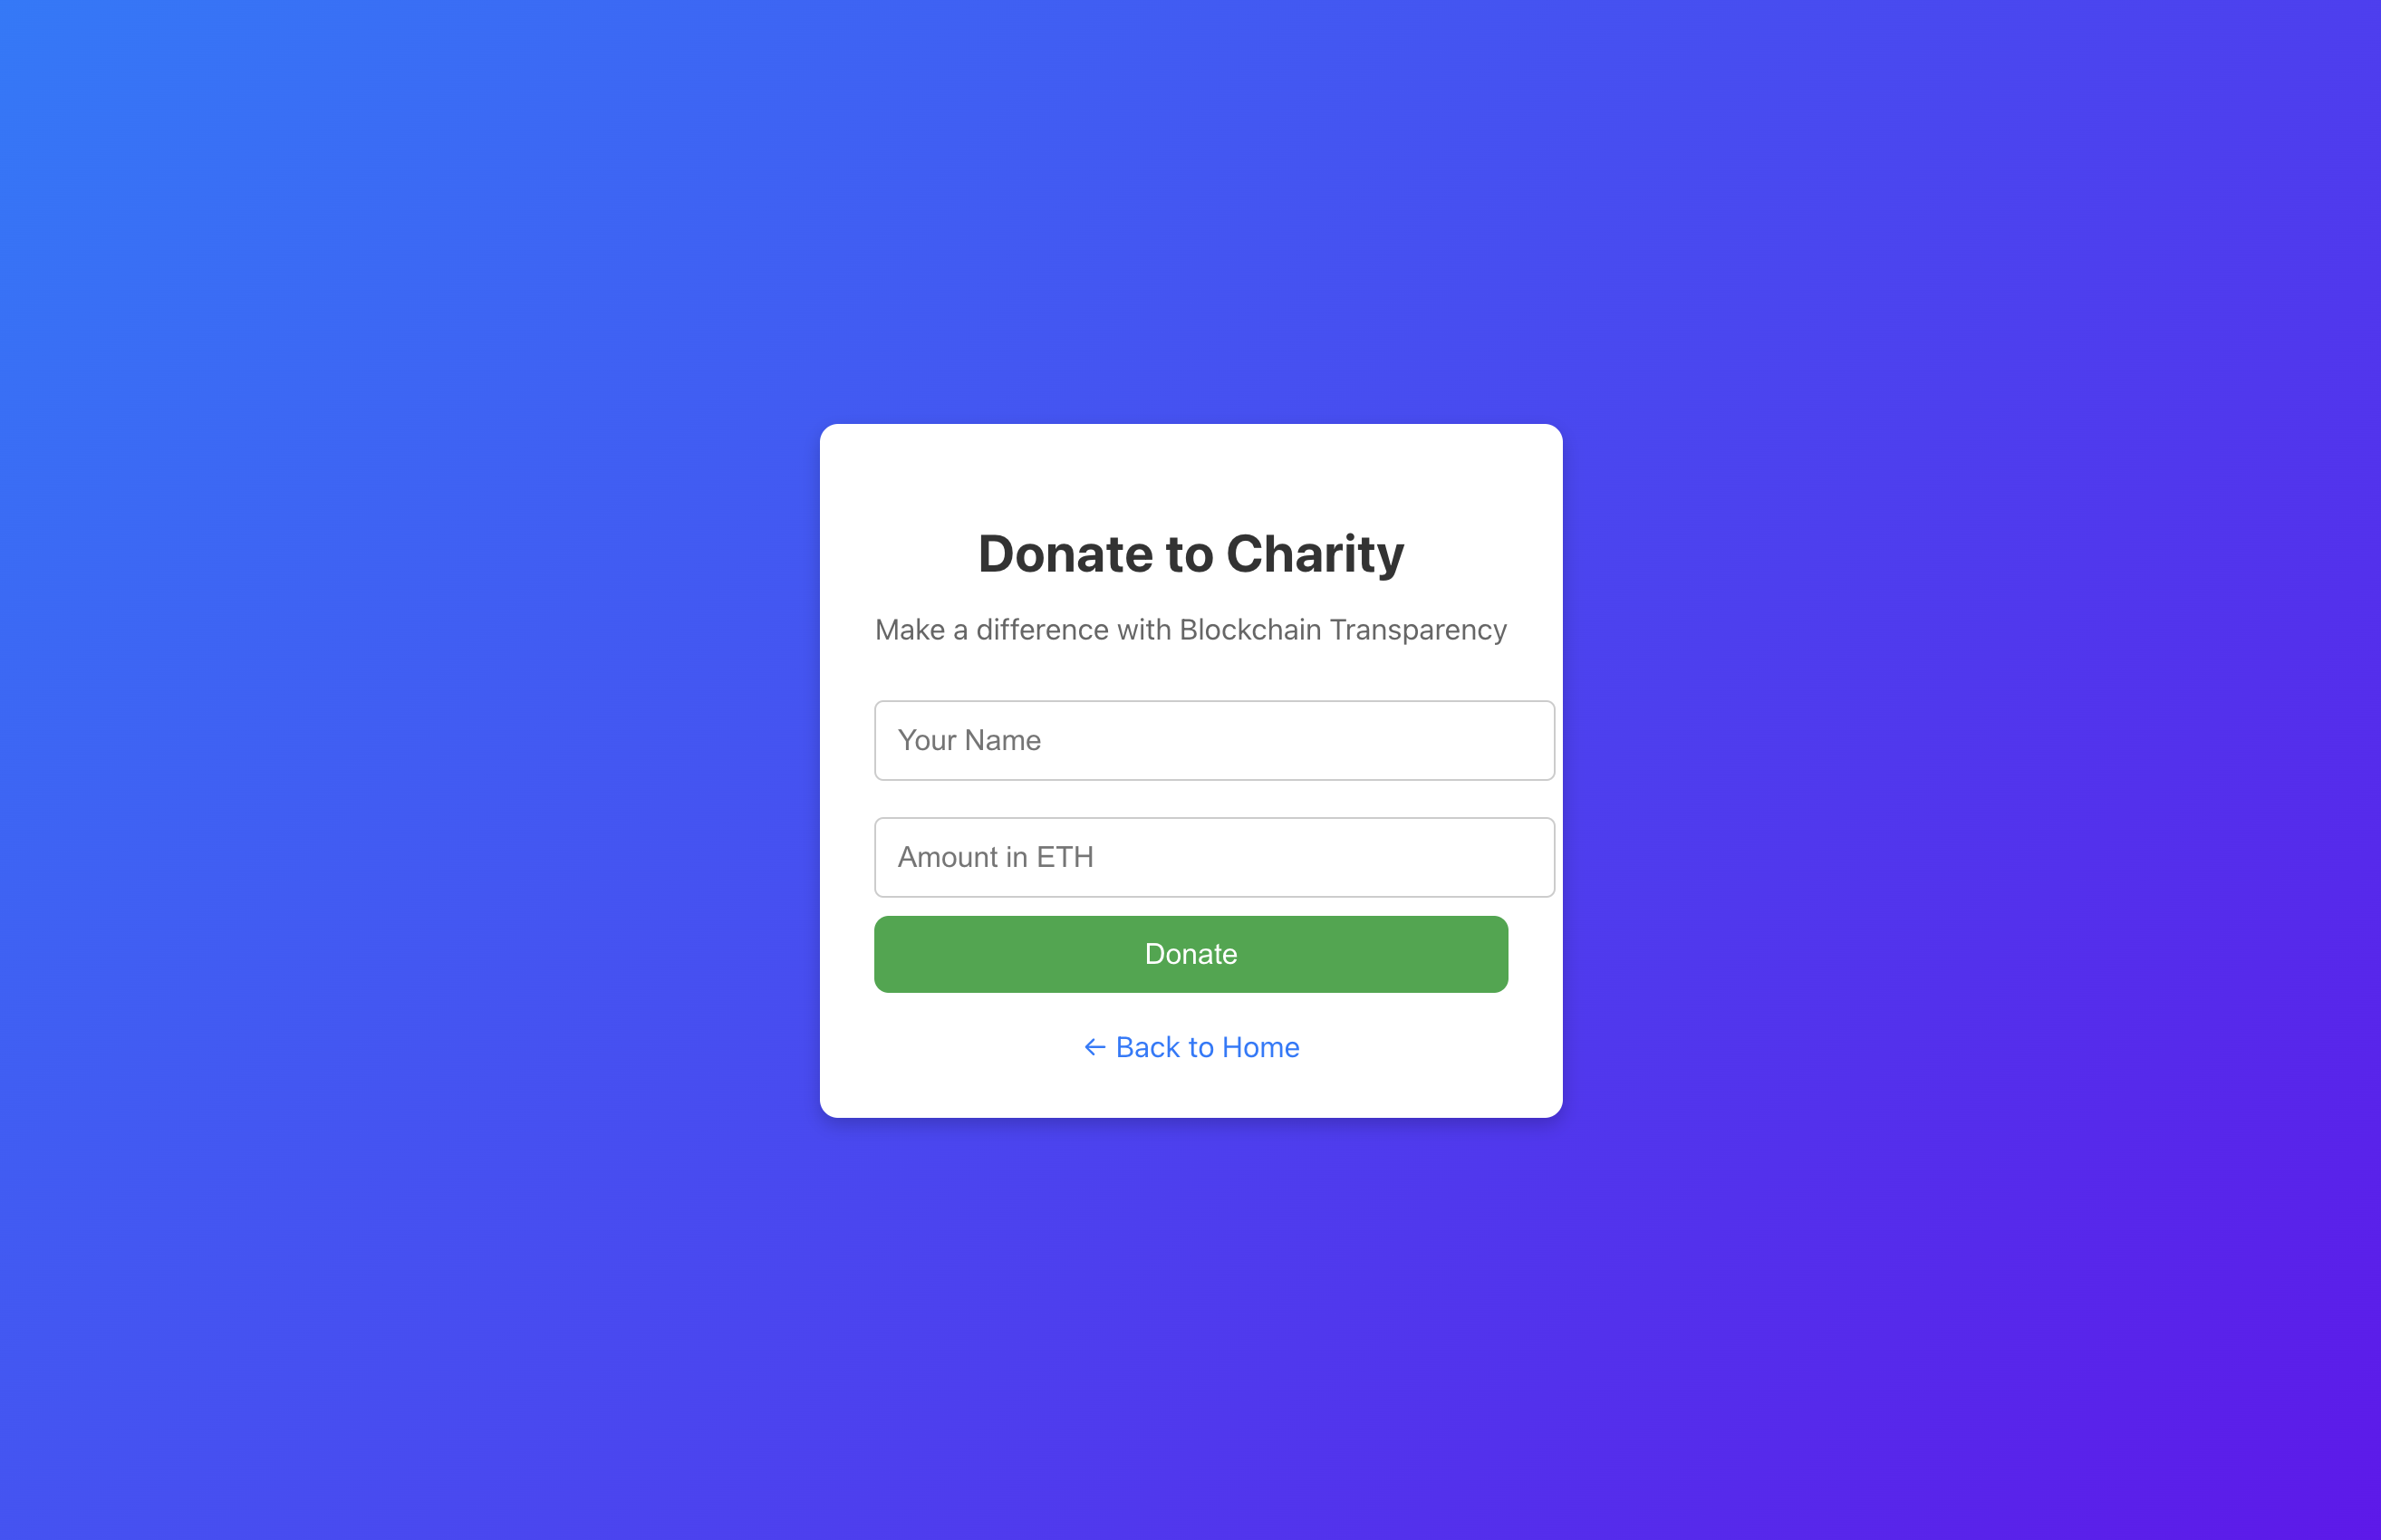 Donate to Charity
Make a difference with Blockchain Transparency
Your Name
Amount in ETH
Donate
← Back to Home